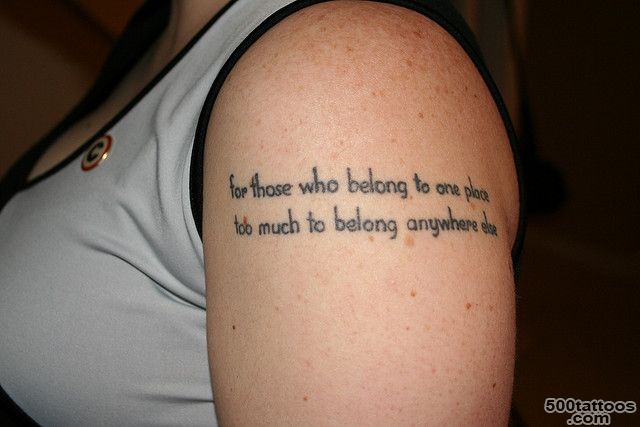 for those who belong to one place
too much to belong anywhere else
C
500tattoos
.com